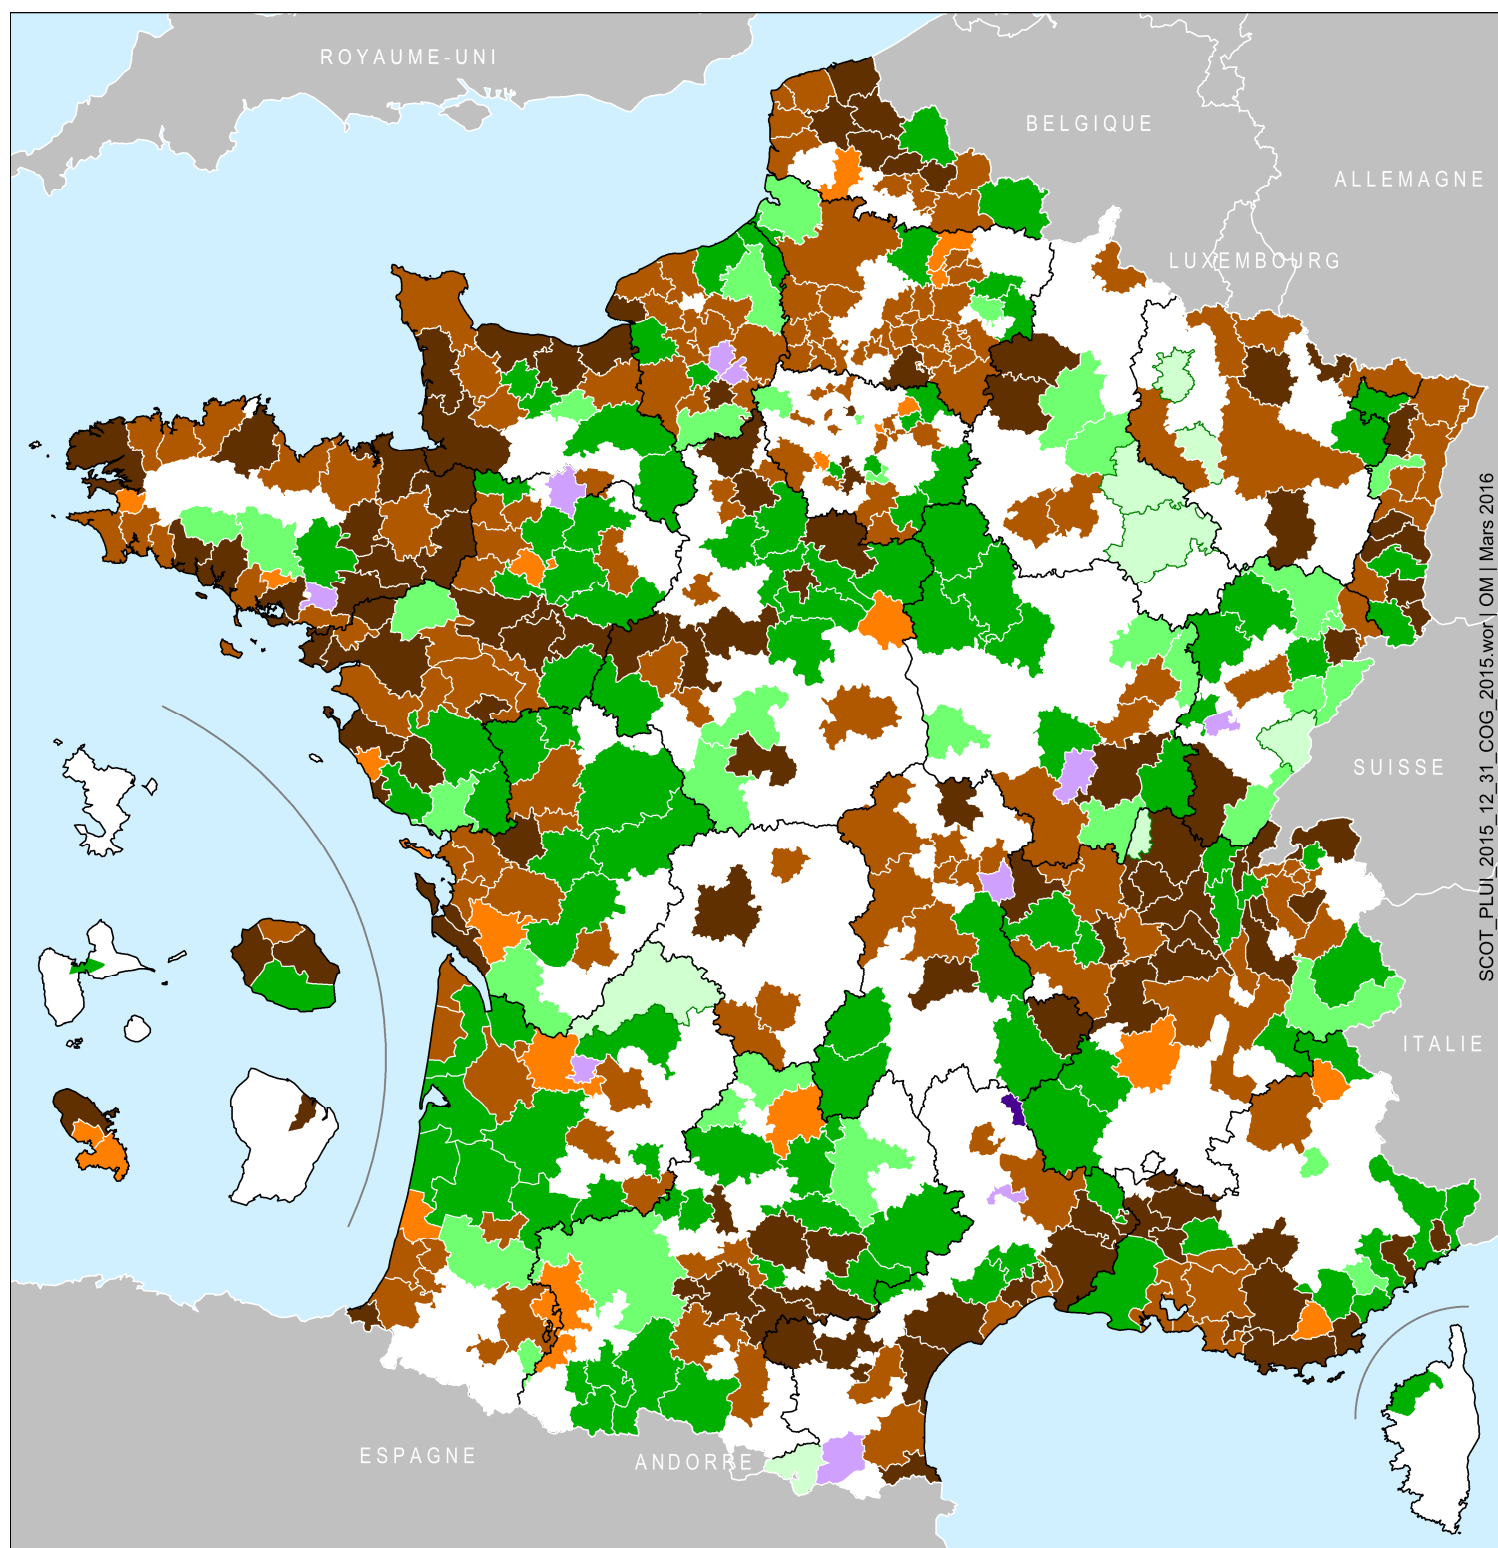 ROYAUME-UNI
BELGIQUE
ALLEMAGNE
LUXEMBOURG
SUISSE
ITALIE
ESPAGNE
ANDORRE
SCOT_PLUI_2015_12_31_COG_2015.wor | OM | Mars 2016